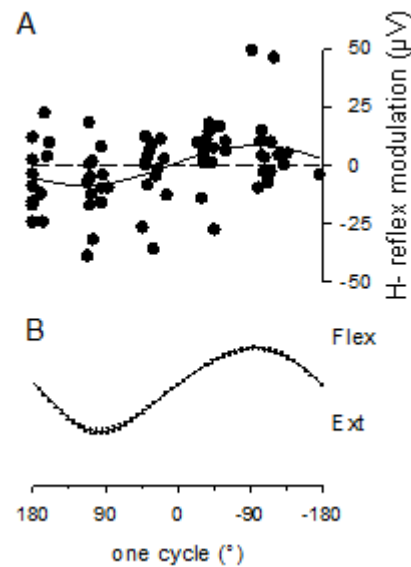 A
50
25
0
-25
-50
H- reflex modulation (µV)
B
Flex
Ext
180 90 0 -90 -180
one cycle (°)